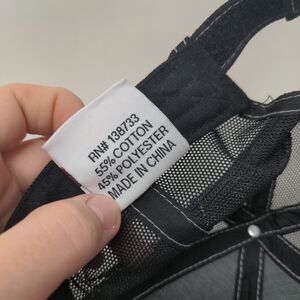 RN# 138733
55% COTTON
45% POLYESTER
MADE IN CHINA